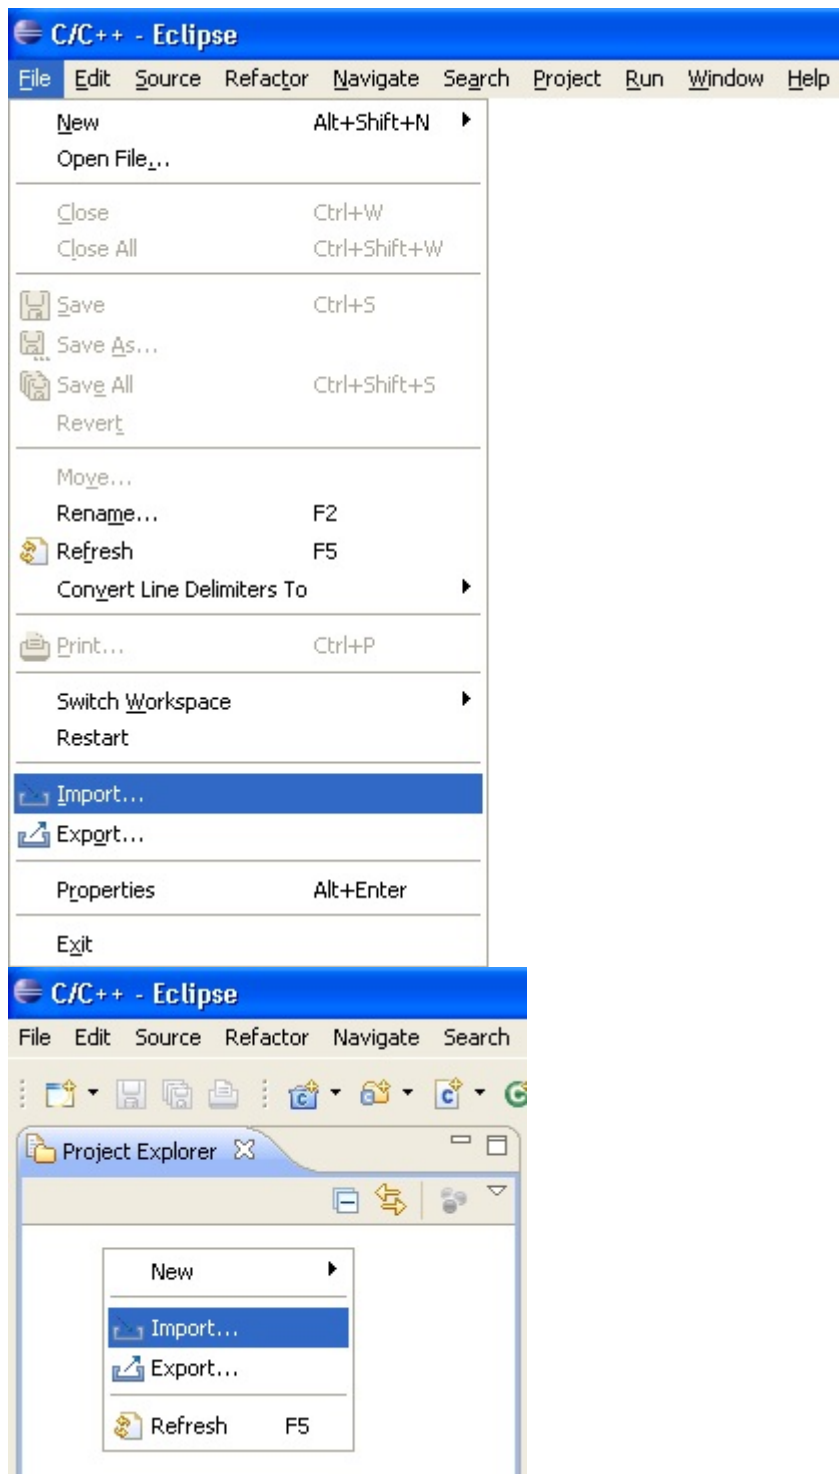 C/C++ - Eclipse
File Edit Source Refactor Navigate Search Project Run Window Help
New Alt+Shift+N
Open File...
Close Ctrl+W
Close All Ctrl+Shift+W
Save Ctrl+S
Save As...
Save All Ctrl+Shift+S
Revert
Move...
Rename... F2
Refresh F5
Convert Line Delimiters To
Print... Ctrl+P
Switch Workspace
Restart
Import...
Export...
Properties Alt+Enter
Exit
C/C++ - Eclipse
File Edit Source Refactor Navigate Search
Project Explorer
New
Import...
Export...
Refresh F5